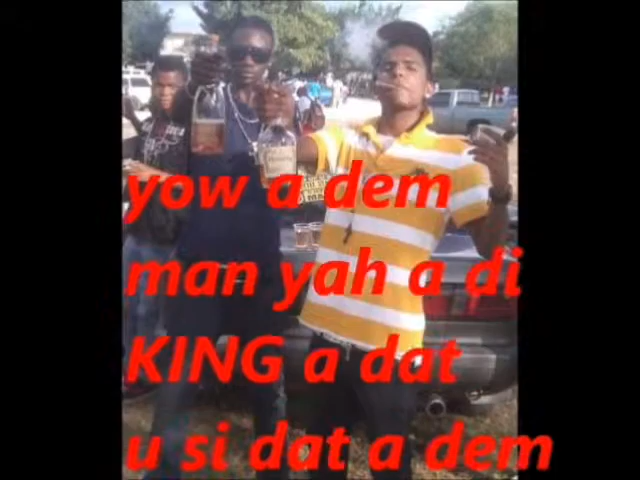 yow a dem
man yah a di
KING a dat
u si dat a dem